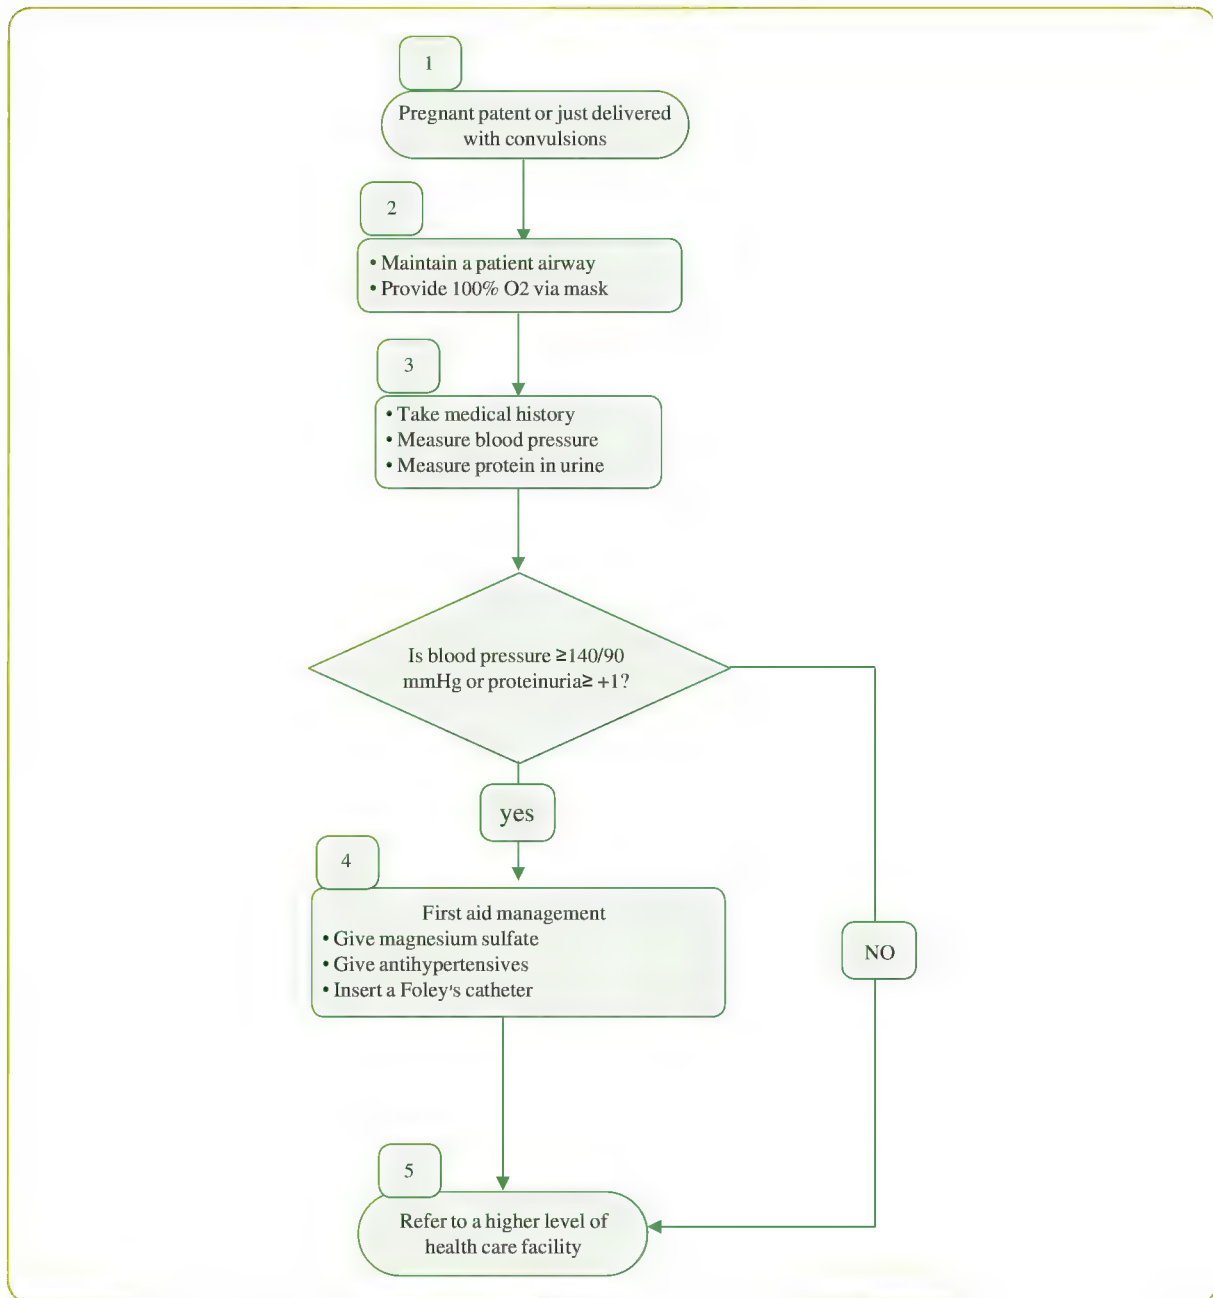 1
Pregnant patent or just delivered
with convulsions
2
• Maintain a patient airway
• Provide 100% O2 via mask
3
• Take medical history
• Measure blood pressure
• Measure protein in urine
Is blood pressure ≥140/90
mmHg or proteinuria≥ +1?
yes
4
First aid management
• Give magnesium sulfate
• Give antihypertensives
• Insert a Foley's catheter
NO
5
Refer to a higher level of
health care facility